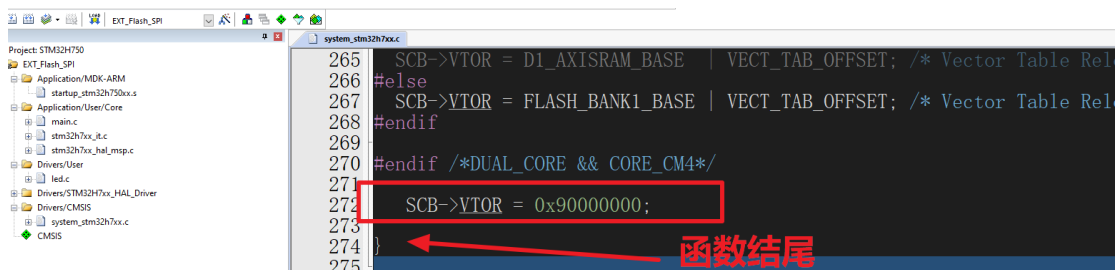 EXT_Flash_SPI
Project: STM32H750
EXT_Flash_SPI
Application/MDK-ARM
startup_stm32h750xx.s
Application/User/Core
main.c
stm32h7xx_it.c
stm32h7xx_hal_msp.c
Drivers/User
led.c
Drivers/STM32H7xx_HAL_Driver
Drivers/CMSIS
system_stm32h7xx.c
CMSIS
system_stm32h7xx.c
265 SCB->VTOR = D1_AXISRAM_BASE | VECT_TAB_OFFSET; /* Vector Table Rel
266 #else
267 SCB->VTOR = FLASH_BANK1_BASE | VECT_TAB_OFFSET; /* Vector Table Rel
268 #endif
269
270 #endif /*DUAL_CORE && CORE_CM4*/
271
272 SCB->VTOR = 0x90000000;
273
274 }
函数结尾
275